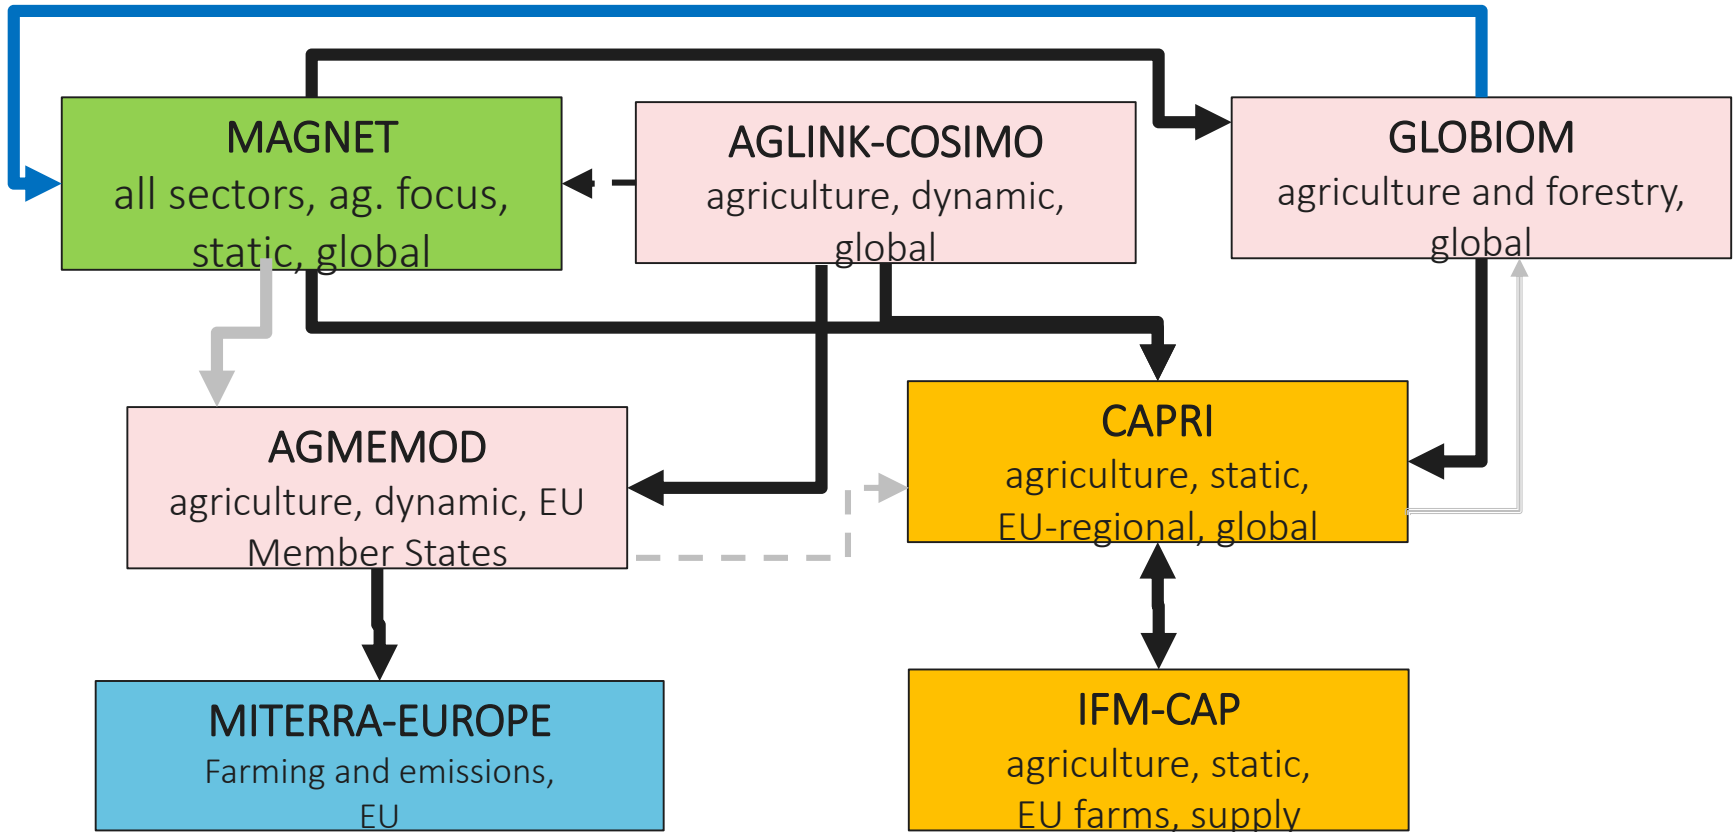 MAGNET
all sectors, ag. focus,
static, global
AGLINK-COSIMO
agriculture, dynamic,
global
GLOBIOM
agriculture and forestry,
global
AGMEMOD
agriculture, dynamic, EU
Member States
CAPRI
agriculture, static,
EU-regional, global
MITERRA-EUROPE
Farming and emissions,
EU
IFM-CAP
agriculture, static,
EU farms, supply